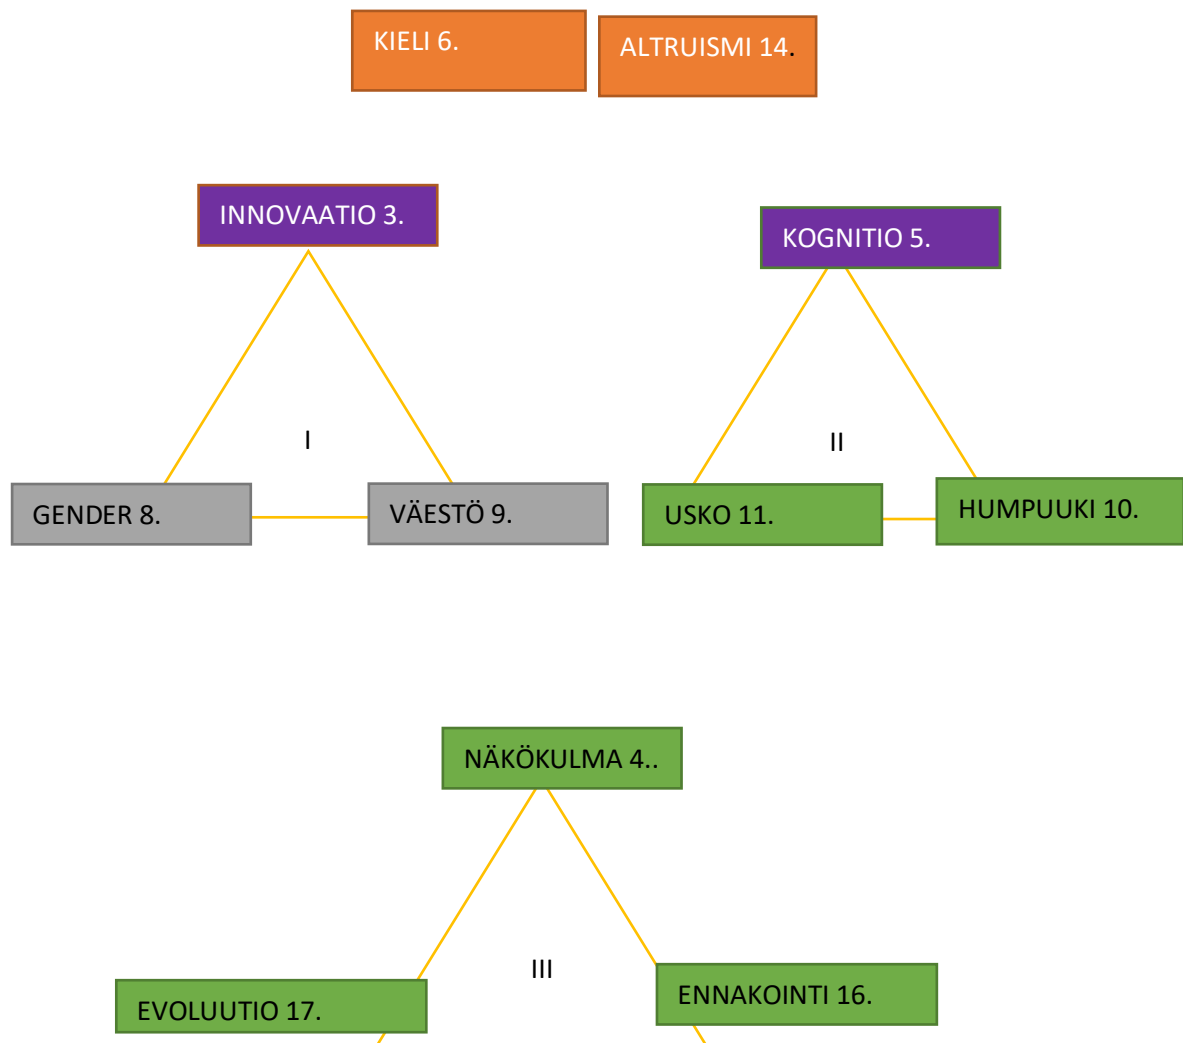 KIELI 6.
ALTRUISMI 14.
INNOVAATIO 3.
KOGNITIO 5.
I
II
GENDER 8.
VÄESTÖ 9.
USKO 11.
HUMPUUKI 10.
NÄKÖKULMA 4..
III
EVOLUUTIO 17.
ENNAKOINTI 16.